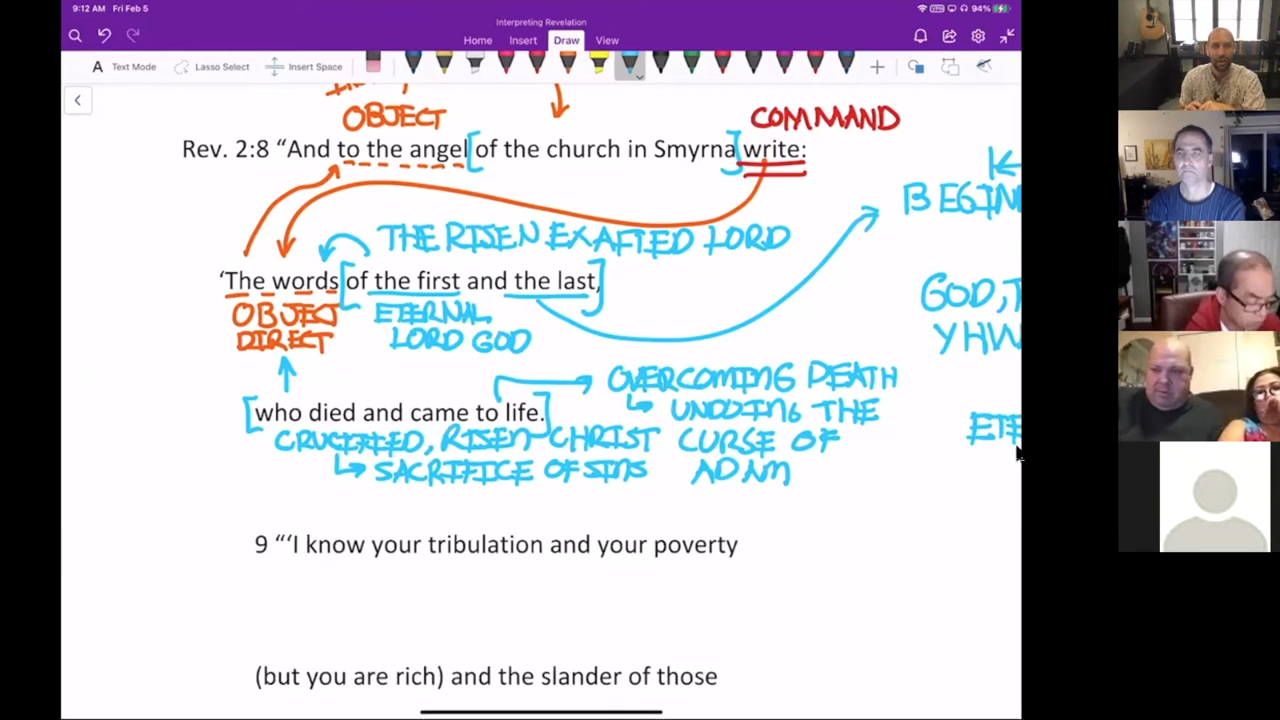 9:12 AM Fri Feb 5
94%
Interpreting Revelation
Home Insert Draw View
A Text Mode Lasso Select Insert Space
OBJECT
COMMAND
Rev. 2:8 “And to the angel of the church in Smyrna write:
BEGINN
THE RISEN EXAFTED LORD
‘The words of the first and the last,
OBJECT
DIRECT
ETERNAL
LORD GOD
GOD, T
YHW
OVERCOMING DEATH
UNDOING THE
CURSE OF
ADAM
who died and came to life.
CRUCIFIED, RISEN CHRIST
SACRIFICE OF SINS
ETE
9 “‘I know your tribulation and your poverty
(but you are rich) and the slander of those